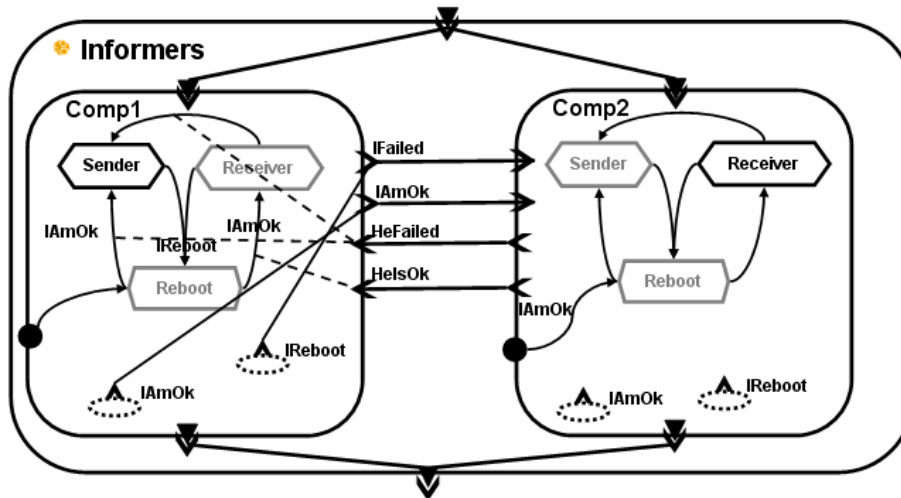 Informers
Comp1
Comp2
Sender
Receiver
IFailed
Sender
Receiver
IAmOk
IAmOk
IAmOk
IReboot
HeFailed
Reboot
HeIsOk
Reboot
IAmOk
IReboot
IAmOk
IAmOk
IReboot